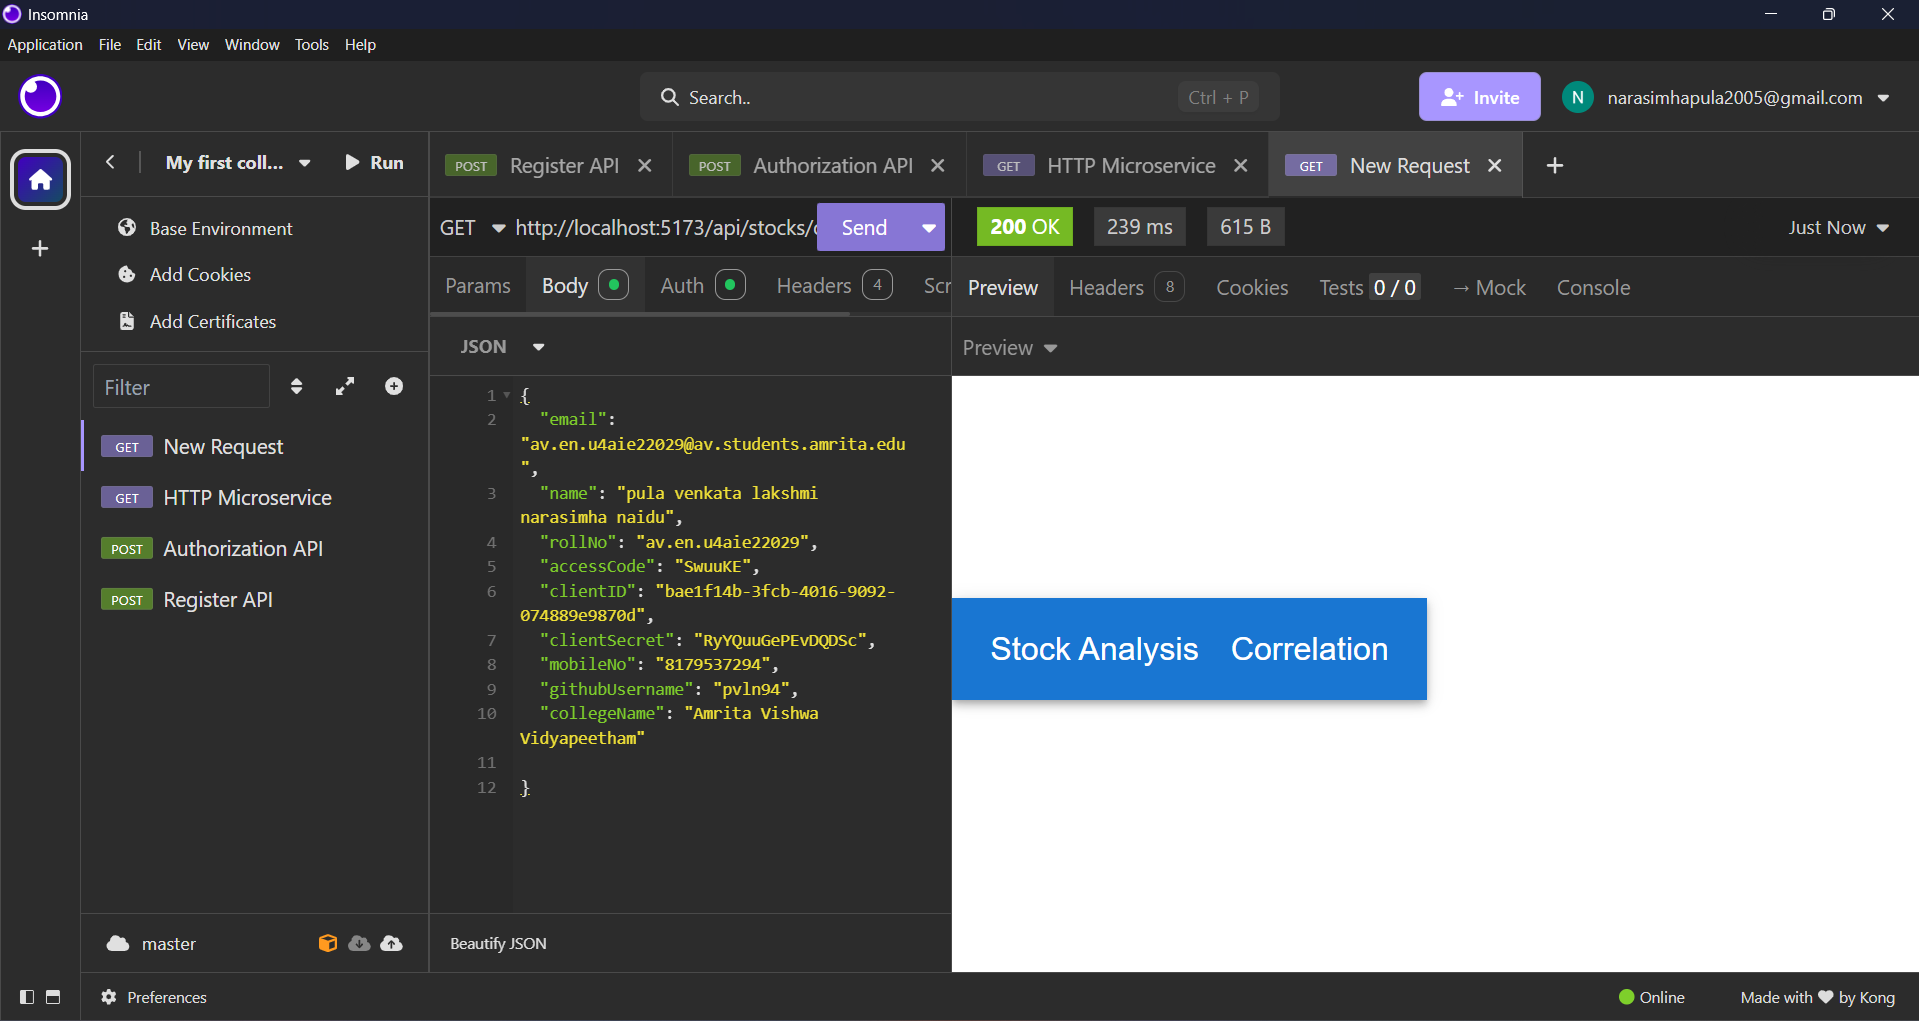 Insomnia
Application File Edit View Window Tools Help
Search.. Ctrl + P
Invite
N narasimhapula2005@gmail.com
My first coll... Run
POST Register API
POST Authorization API
GET HTTP Microservice
GET New Request
Base Environment
Add Cookies
Add Certificates
Filter
GET New Request
GET HTTP Microservice
POST Authorization API
POST Register API
master
GET http://localhost:5173/api/stocks/ Send
Params Body Auth Headers 4 Scr
JSON
1 {
2 "email":
"av.en.u4aie22029@av.students.amrita.edu
",
3 "name": "pula venkata lakshmi
narasimha naidu",
4 "rollNo": "av.en.u4aie22029",
5 "accessCode": "SwuuKE",
6 "clientID": "bae1f14b-3fcb-4016-9092-
074889e9870d",
7 "clientSecret": "RyYQuuGePEvDQDSc",
8 "mobileNo": "8179537294",
9 "githubUsername": "pvln94",
10 "collegeName": "Amrita Vishwa
Vidyapeetham"
11
12 }
Beautify JSON
200 OK 239 ms 615 B Just Now
Preview Headers 8 Cookies Tests 0 / 0 → Mock Console
Preview
Stock Analysis Correlation
Preferences
Online
Made with ♥ by Kong